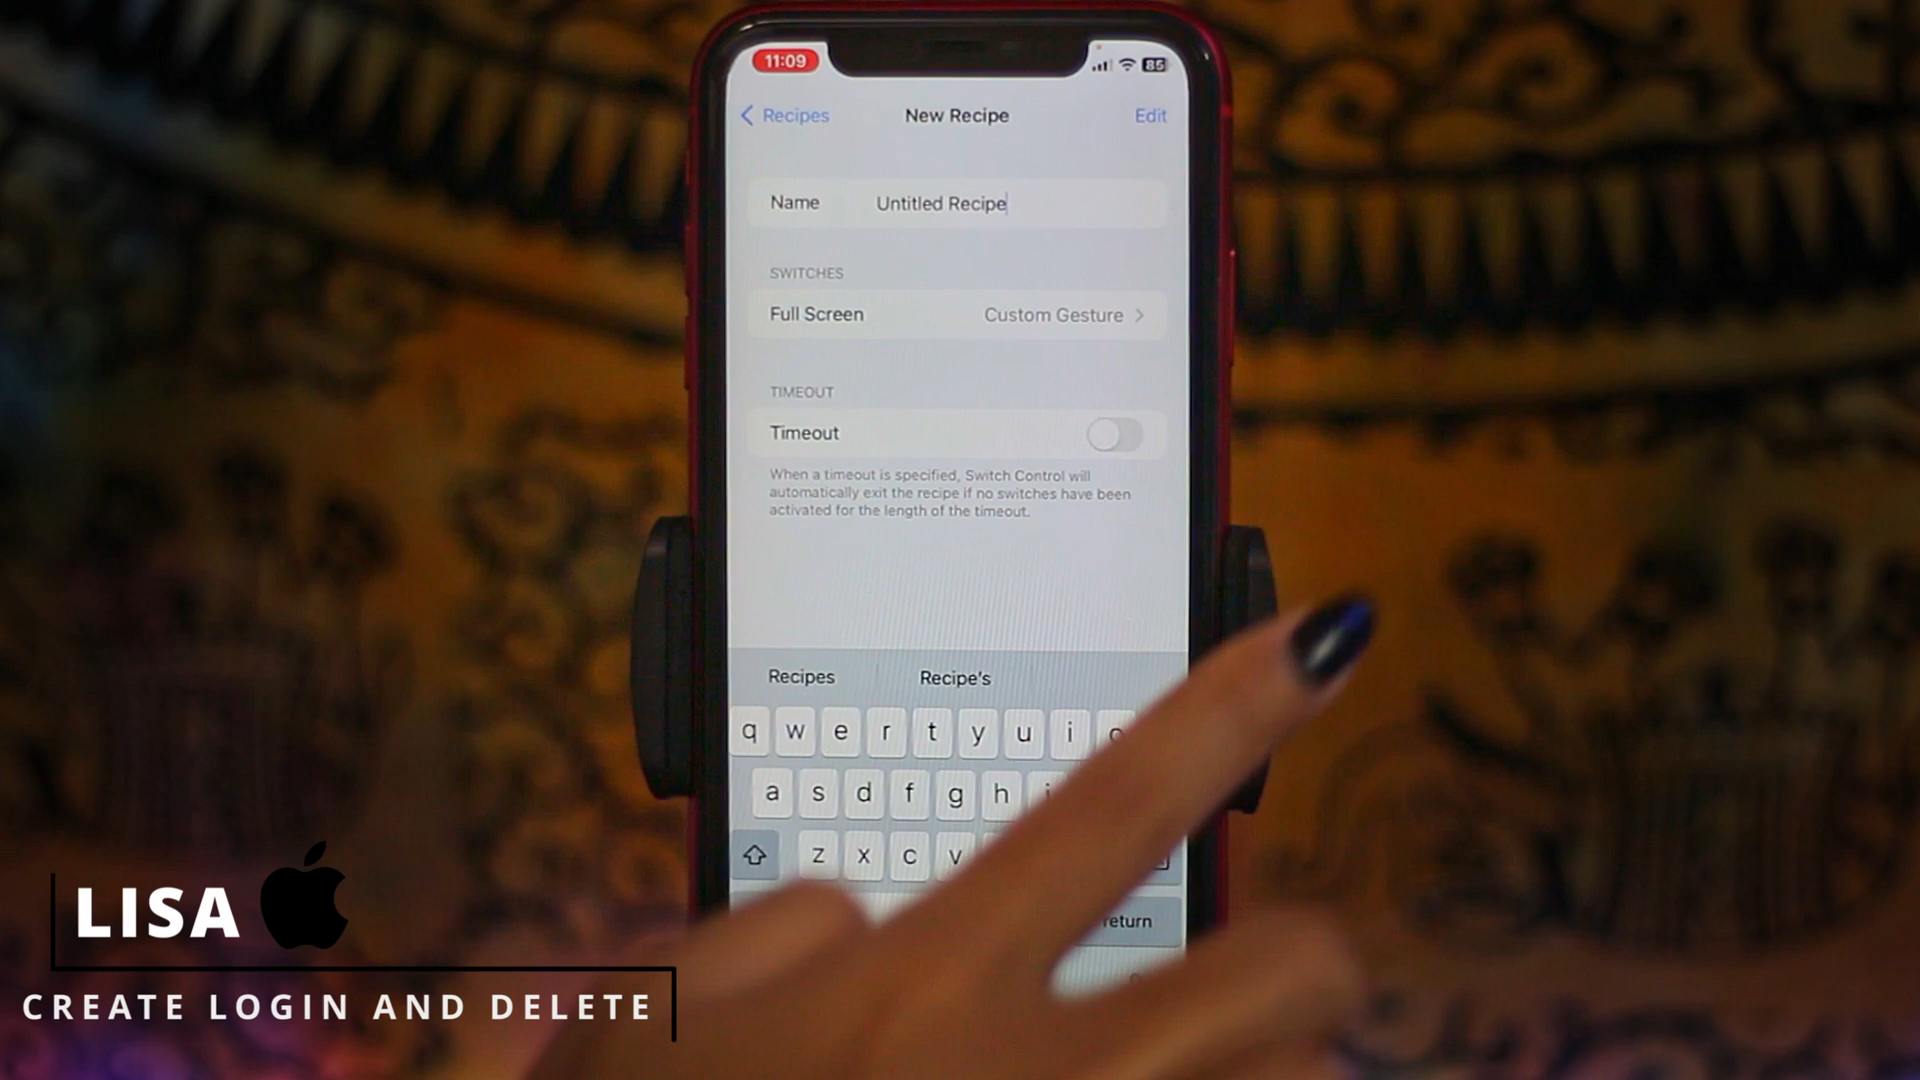 11:09
85
Recipes New Recipe Edit
Name Untitled Recipe
SWITCHES
Full Screen Custom Gesture
TIMEOUT
Timeout
When a timeout is specified, Switch Control will
automatically exit the recipe if no switches have been
activated for the length of the timeout.
Recipes Recipe's
q w e r t y u i
a s d f g h
z x c v
return
LISA
CREATE LOGIN AND DELETE